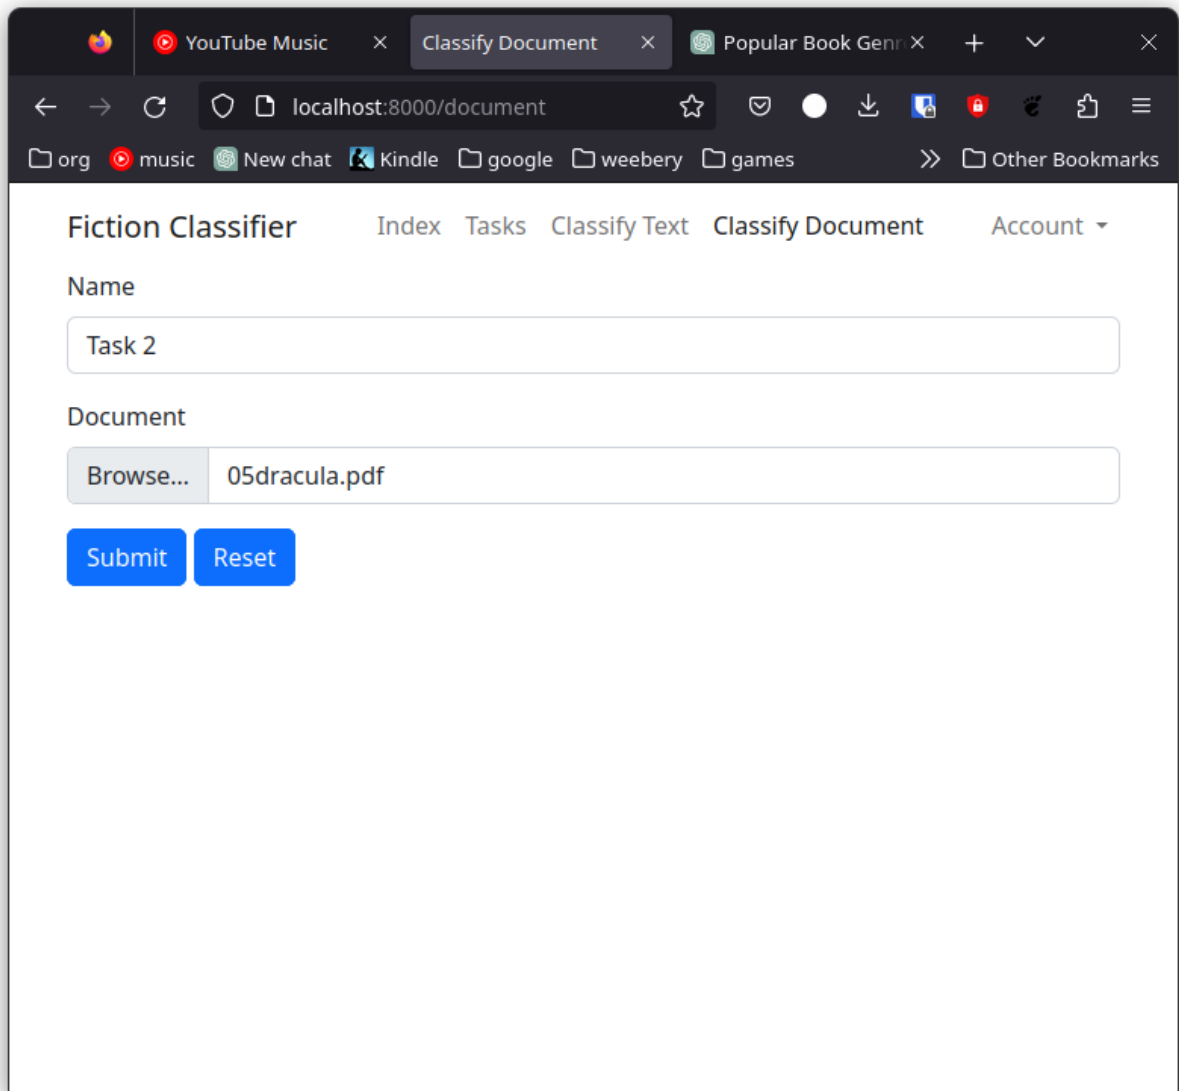 YouTube Music Classify Document Popular Book Genr
localhost:8000/document
org music New chat Kindle google weebery games Other Bookmarks
Fiction Classifier Index Tasks Classify Text Classify Document Account
Name
Task 2
Document
Browse... 05dracula.pdf
Submit Reset